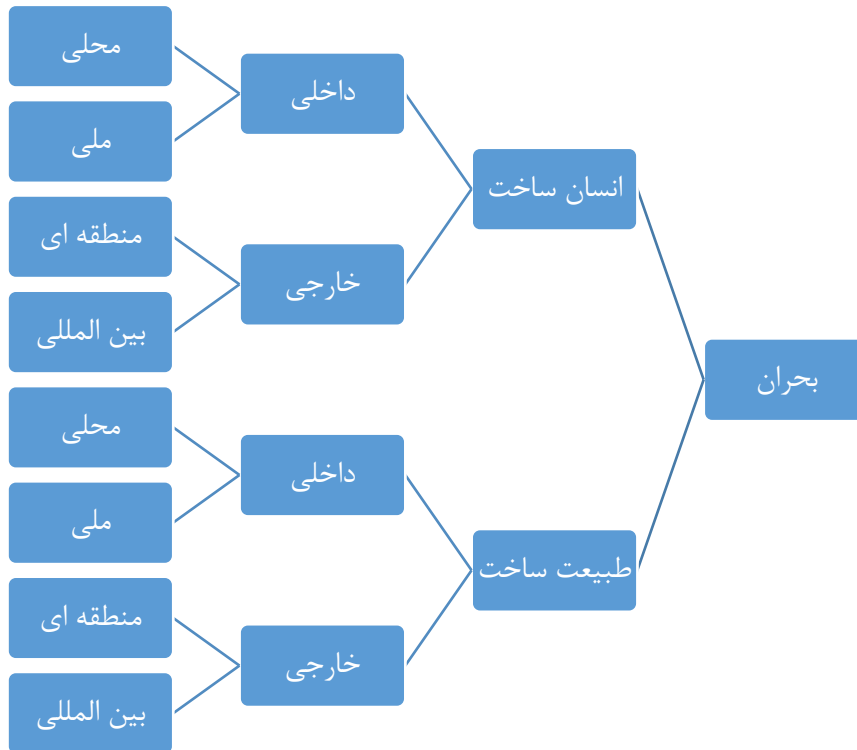 بحران
انسان ساخت
داخلی
محلی
ملی
خارجی
منطقه ای
بین المللی
طبیعت ساخت
داخلی
محلی
ملی
خارجی
منطقه ای
بین المللی